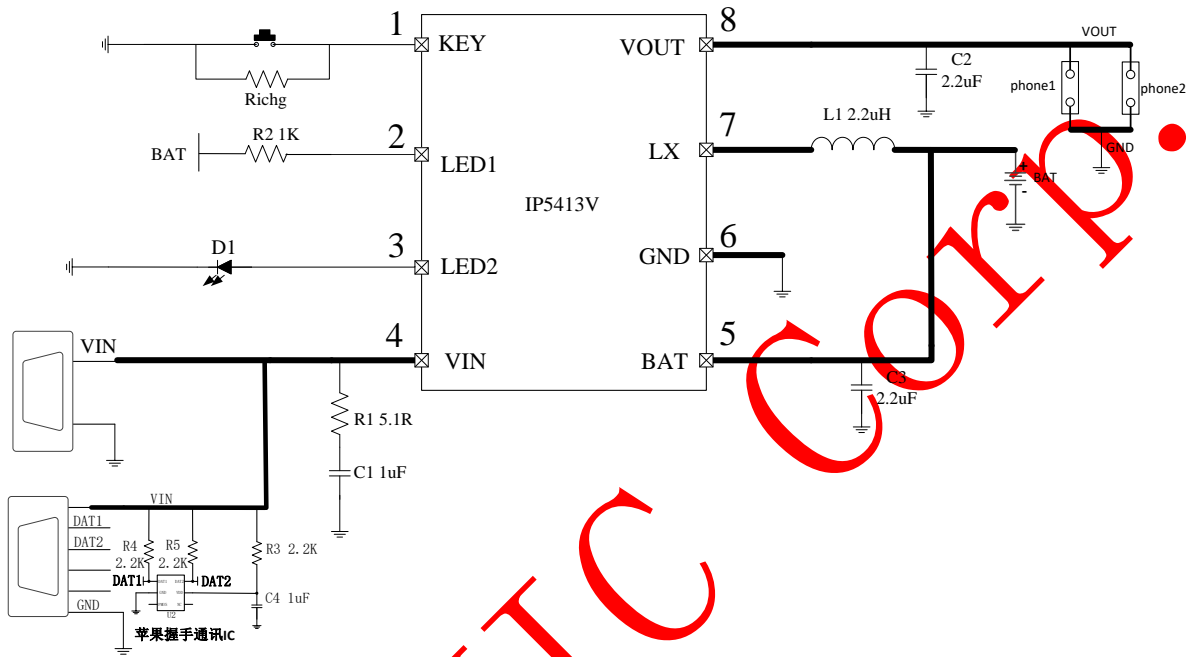 1
KEY
Richg
BAT
R2 1K
2
LED1
D1
3
LED2
VIN
4
VIN
R1 5.1R
C1 1uF
IP5413V
8
VOUT
VOUT
C2
2.2uF
phone1
phone2
GND
7
LX
L1 2.2uH
+
BAT
-
6
GND
5
BAT
C3
2.2uF
VIN
DAT1
DAT2
GND
R4
2.2K
R5
2.2K
R3 2.2K
DAT1
DAT2
C4 1uF
U2
苹果握手通讯IC
IC Corp.